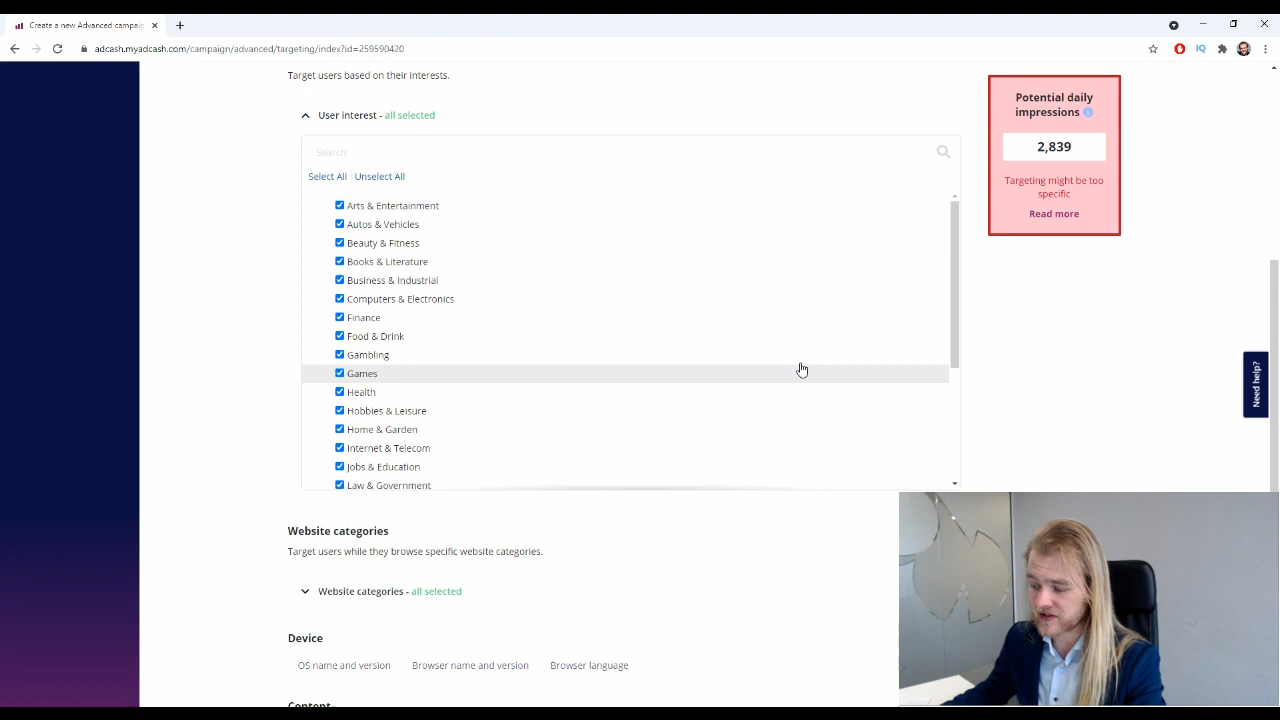 Create a new Advanced campaig
adcash.myadcash.com/campaign/advanced/targeting/index?id=259590420
IQ
Target users based on their interests.
User interest - all selected
Search
Select All Unselect All
Arts & Entertainment
Autos & Vehicles
Beauty & Fitness
Books & Literature
Business & Industrial
Computers & Electronics
Finance
Food & Drink
Gambling
Games
Health
Hobbies & Leisure
Home & Garden
Internet & Telecom
Jobs & Education
Law & Government
Potential daily
impressions
2,839
Targeting might be too
specific
Read more
Need help?
Website categories
Target users while they browse specific website categories.
Website categories - all selected
Device
OS name and version Browser name and version Browser language
Content